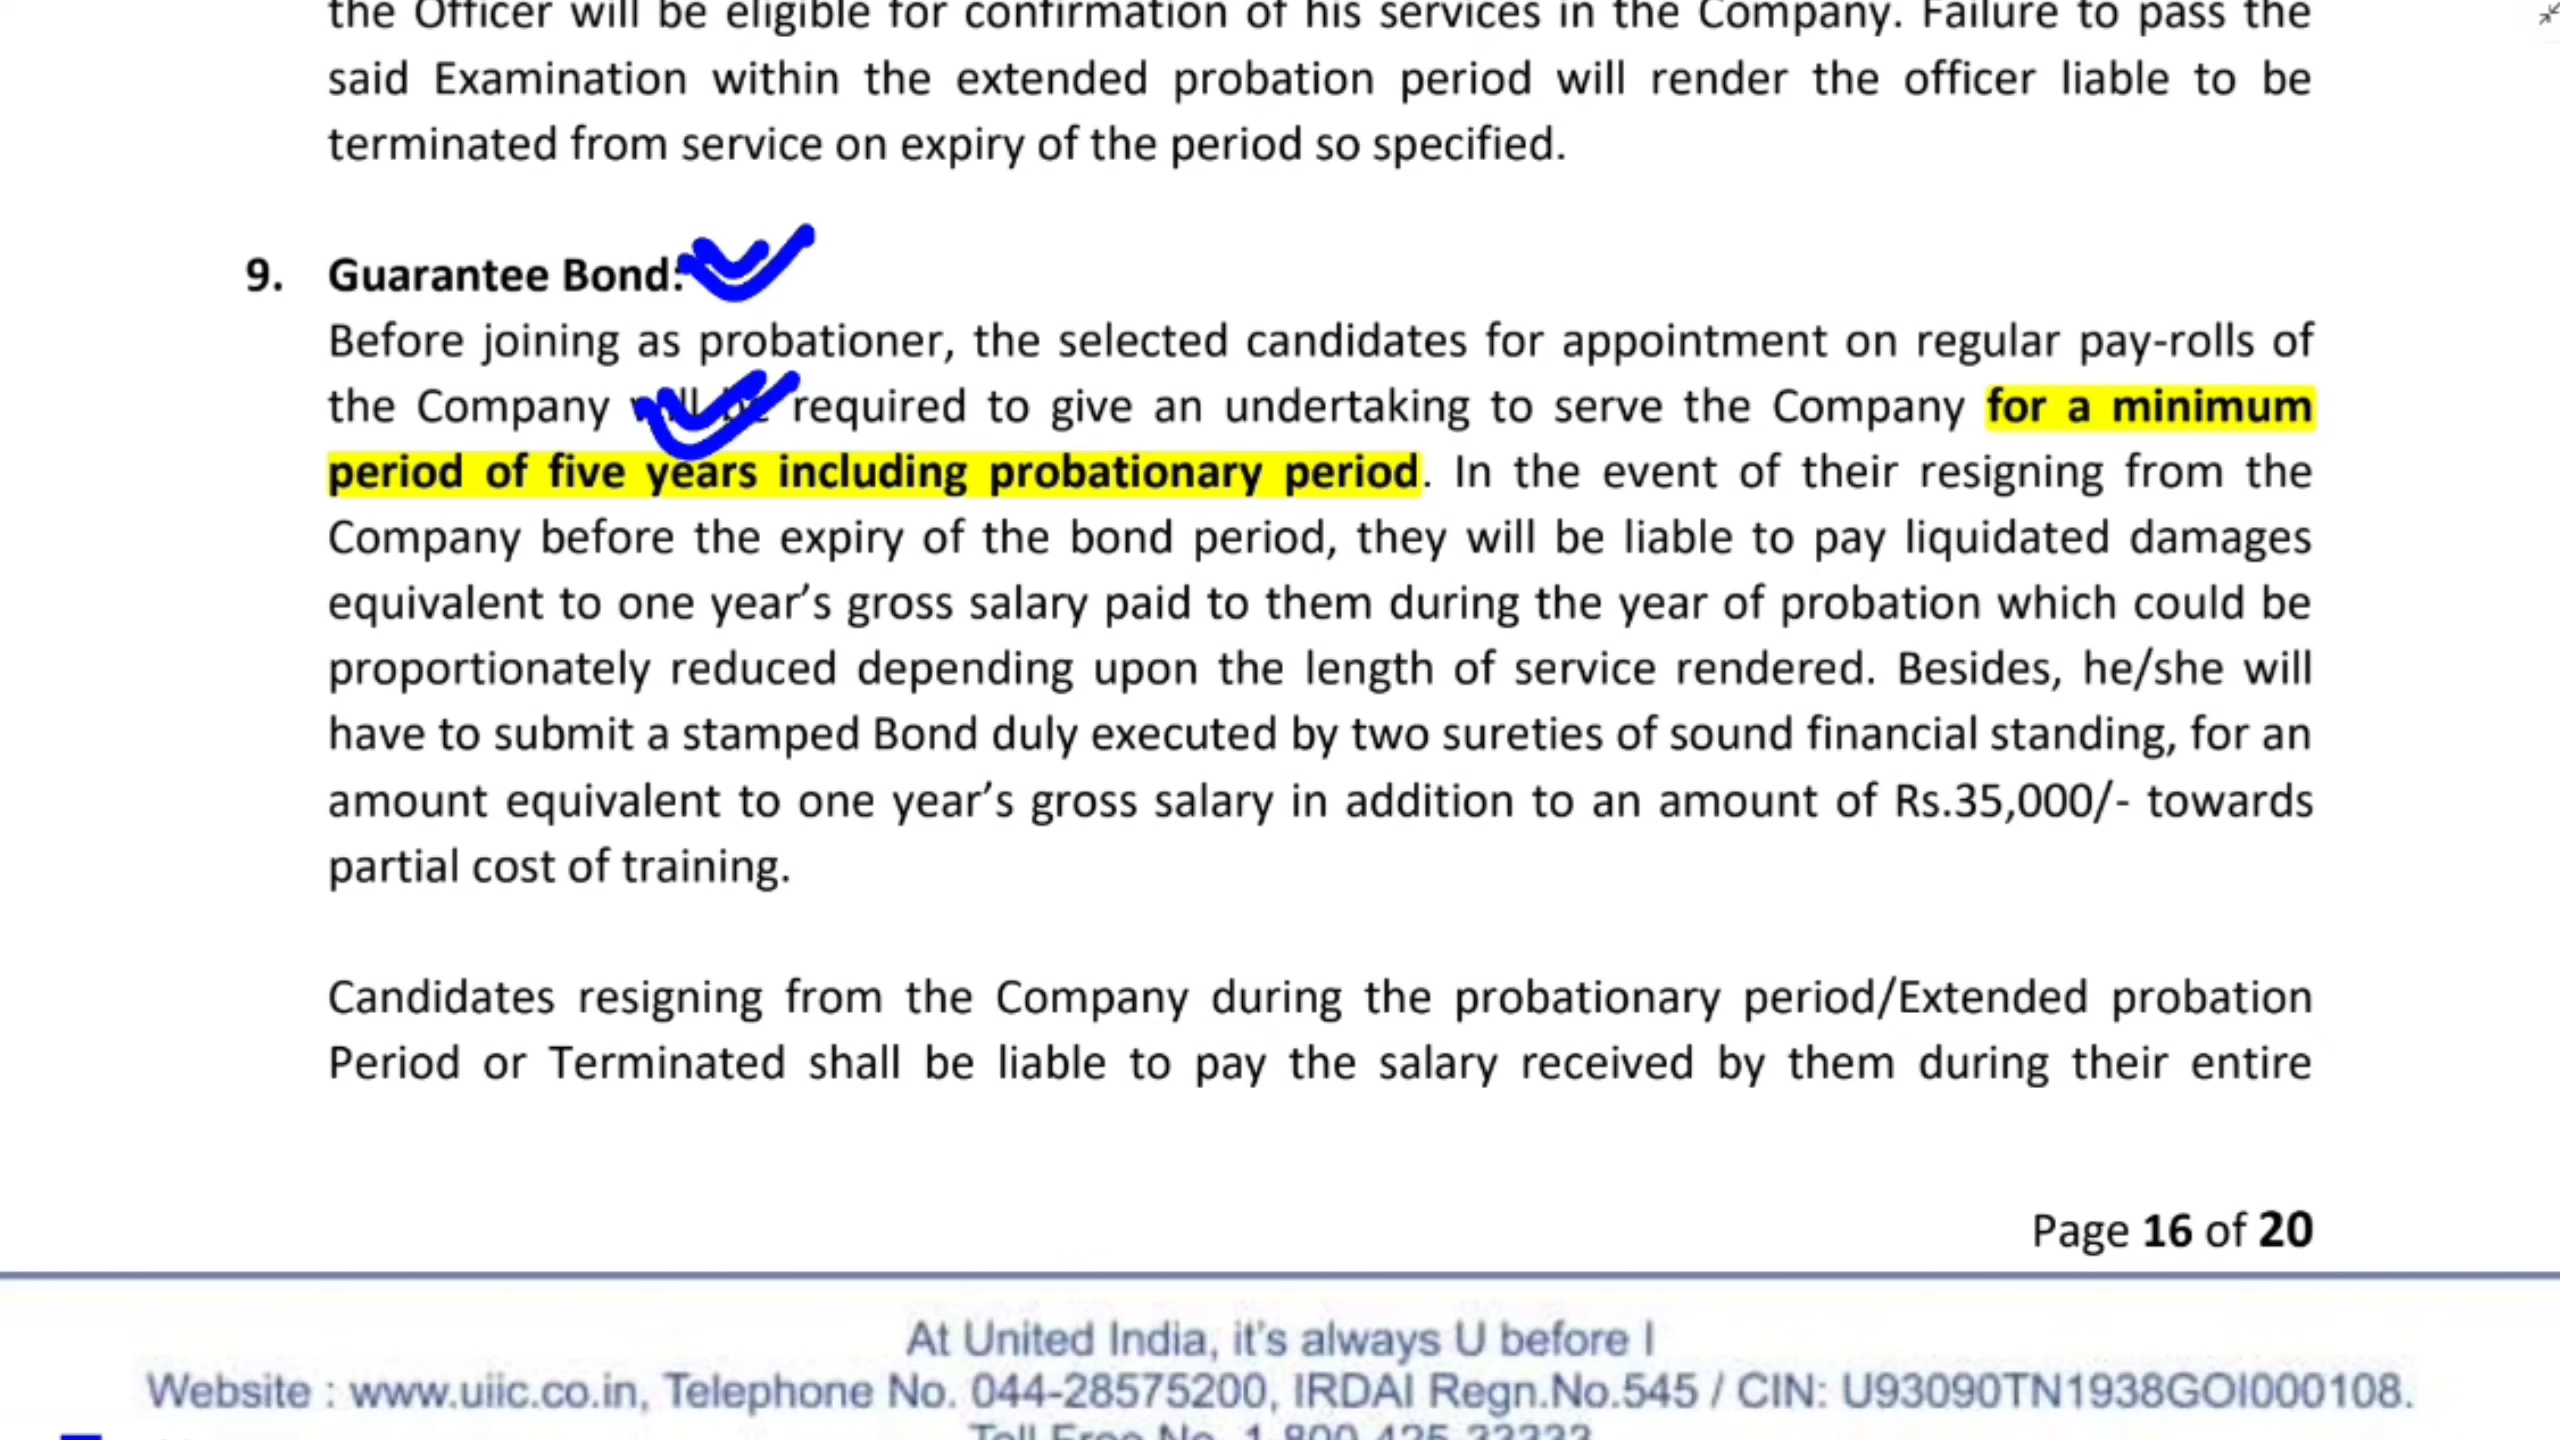 the Officer will be eligible for confirmation of his services in the Company. Failure to pass the
said Examination within the extended probation period will render the officer liable to be
terminated from service on expiry of the period so specified.
9. Guarantee Bond:
Before joining as probationer, the selected candidates for appointment on regular pay-rolls of
the Company will be required to give an undertaking to serve the Company for a minimum
period of five years including probationary period. In the event of their resigning from the
Company before the expiry of the bond period, they will be liable to pay liquidated damages
equivalent to one year’s gross salary paid to them during the year of probation which could be
proportionately reduced depending upon the length of service rendered. Besides, he/she will
have to submit a stamped Bond duly executed by two sureties of sound financial standing, for an
amount equivalent to one year’s gross salary in addition to an amount of Rs.35,000/- towards
partial cost of training.
Candidates resigning from the Company during the probationary period/Extended probation
Period or Terminated shall be liable to pay the salary received by them during their entire
Page 16 of 20
At United India, it's always U before I
Website : www.uiic.co.in, Telephone No. 044-28575200, IRDAI Regn.No.545 / CIN: U93090TN1938GOI000108.
Toll Free No. 1 800 425 33333